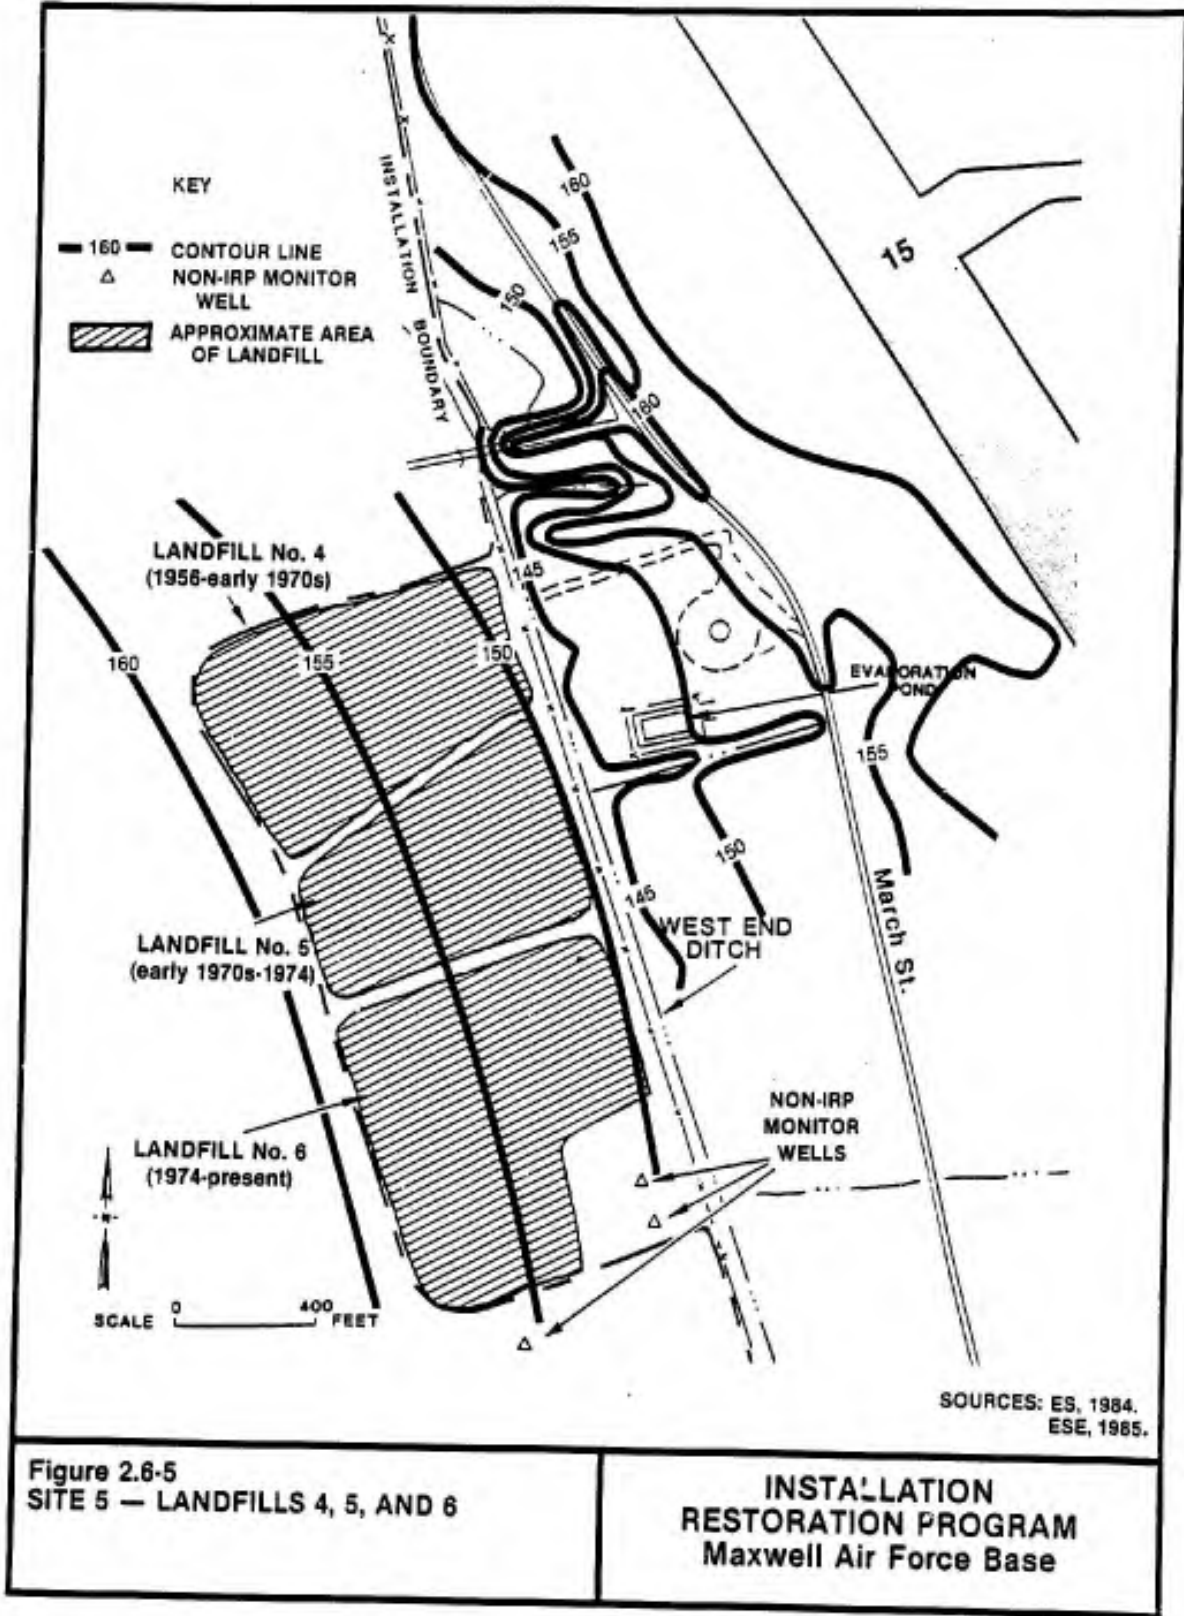 KEY
160 CONTOUR LINE
NON-IRP MONITOR
WELL
APPROXIMATE AREA
OF LANDFILL
INSTALLATION BOUNDARY
160
155
150
15
160
LANDFILL No. 4
(1956-early 1970s)
145
160
155
150
EVAPORATION
POND
155
150
145
LANDFILL No. 5
(early 1970s-1974)
WEST END
DITCH
March St.
LANDFILL No. 6
(1974-present)
NON-IRP
MONITOR
WELLS
SCALE 0 400 FEET
SOURCES: ES, 1984.
ESE, 1985.
Figure 2.6-5
SITE 5 — LANDFILLS 4, 5, AND 6
INSTALLATION
RESTORATION PROGRAM
Maxwell Air Force Base